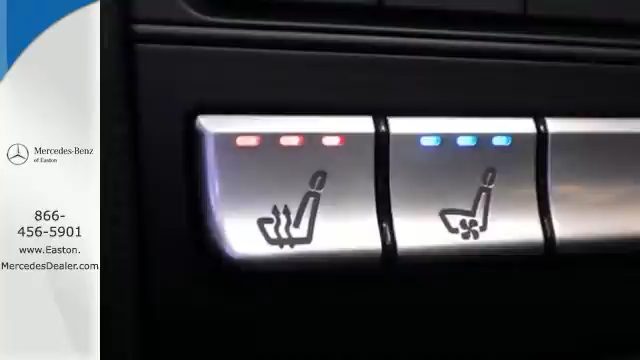 Mercedes-Benz
of Easton
866-
456-5901
www.Easton.
MercedesDealer.com